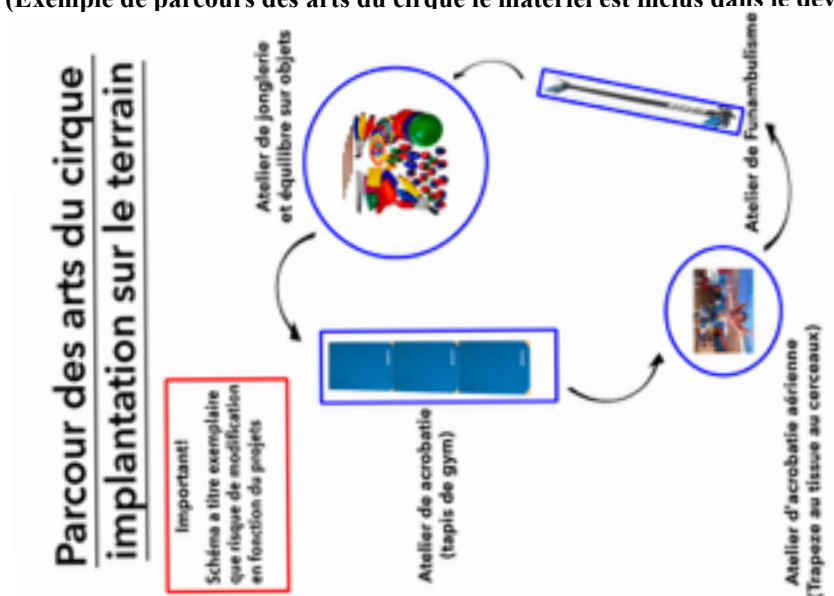 (Exemple de parcours des arts du cirque le matériel est inclus dans le
Parcour des arts du cirque
implantation sur le terrain
Important!
Schéma a titre exemplaire
que risque de modification
en fonction du projets
Atelier de jonglerie
et équilibre sur objets
Atelier de Funambulisme
Atelier de acrobatie
(tapis de gym)
Atelier d'acrobatie aérienne
(Trapeze au tissue au cerceaux)